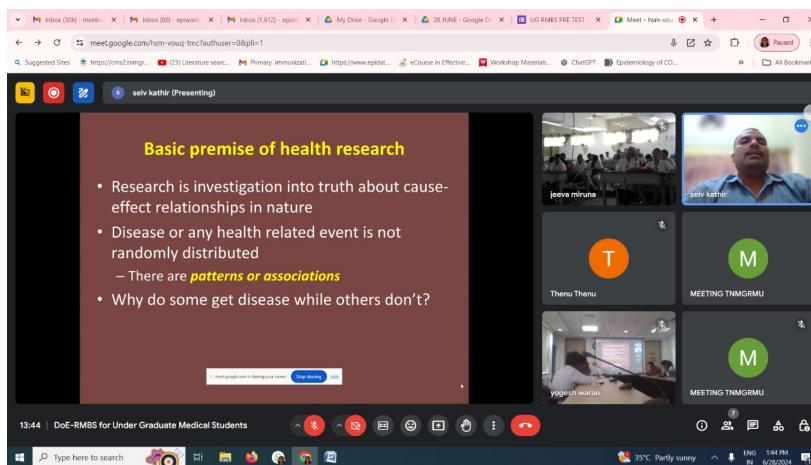 Inbox (306) - meetin
Inbox (88) - epiworks
Inbox (1,612) - epid
My Drive - Google D
28 JUNE - Google D
UG RMBS PRE TEST -
Meet – hsm-vou
meet.google.com/hsm-vouq-tmc?authuser=0&pli=1
Paused
Suggested Sites
https://cms2.tnmgr...
(23) Literature searc...
Primary immunizati...
https://www.epidat...
eCourse in Effective...
Workshop Materials...
ChatGPT
Epidemiology of CO...
»
All Bookmark
S
selv kathir (Presenting)
Basic premise of health research
• Research is investigation into truth about cause-
effect relationships in nature
• Disease or any health related event is not
randomly distributed
– There are patterns or associations
• Why do some get disease while others don't?
meet.google.com is sharing your screen.
Stop sharing
Hide
jeeva miruna
selv kathir
T
Thenu Thenu
M
MEETING TNMGRMU
yogesh waran
M
MEETING TNMGRMU
13:44 | DoE-RMBS for Under Graduate Medical Students
7
Type here to search
35°C Partly sunny
ENG
IN
1:44 PM
6/28/2024